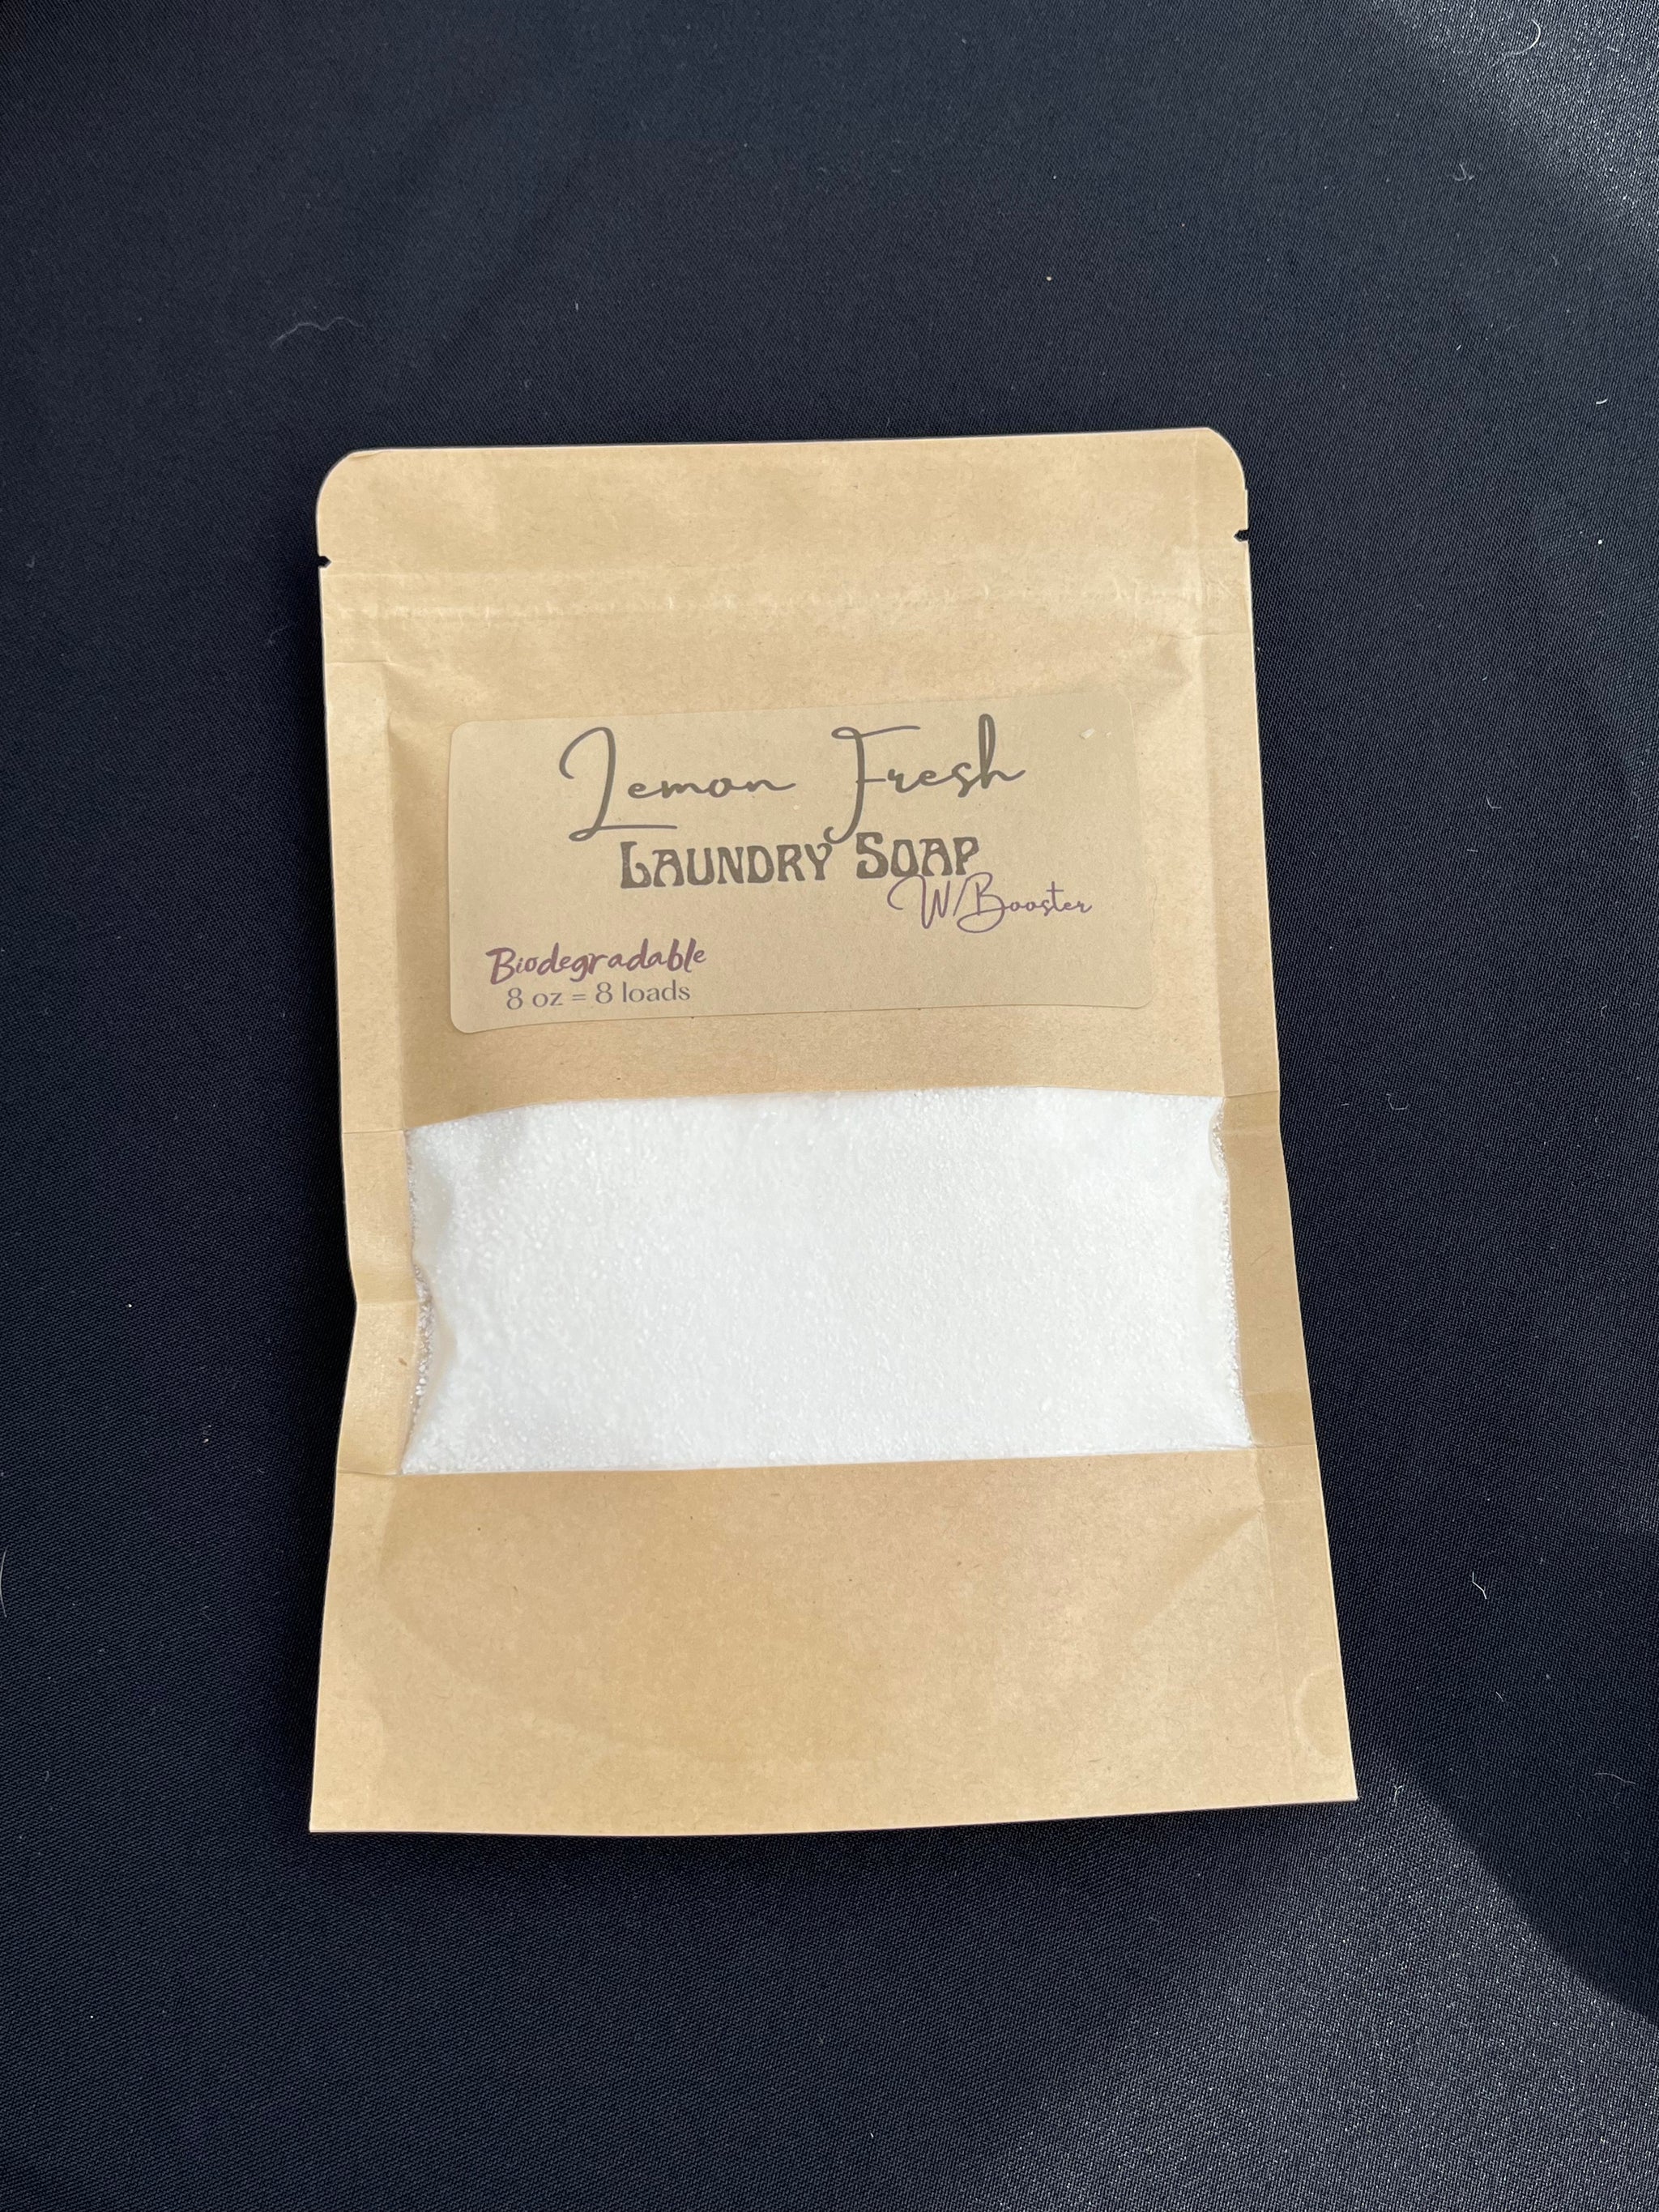 Lemon Fresh
LAUNDRY SOAP
W/Booster
Biodegradable
8 oz = 8 loads